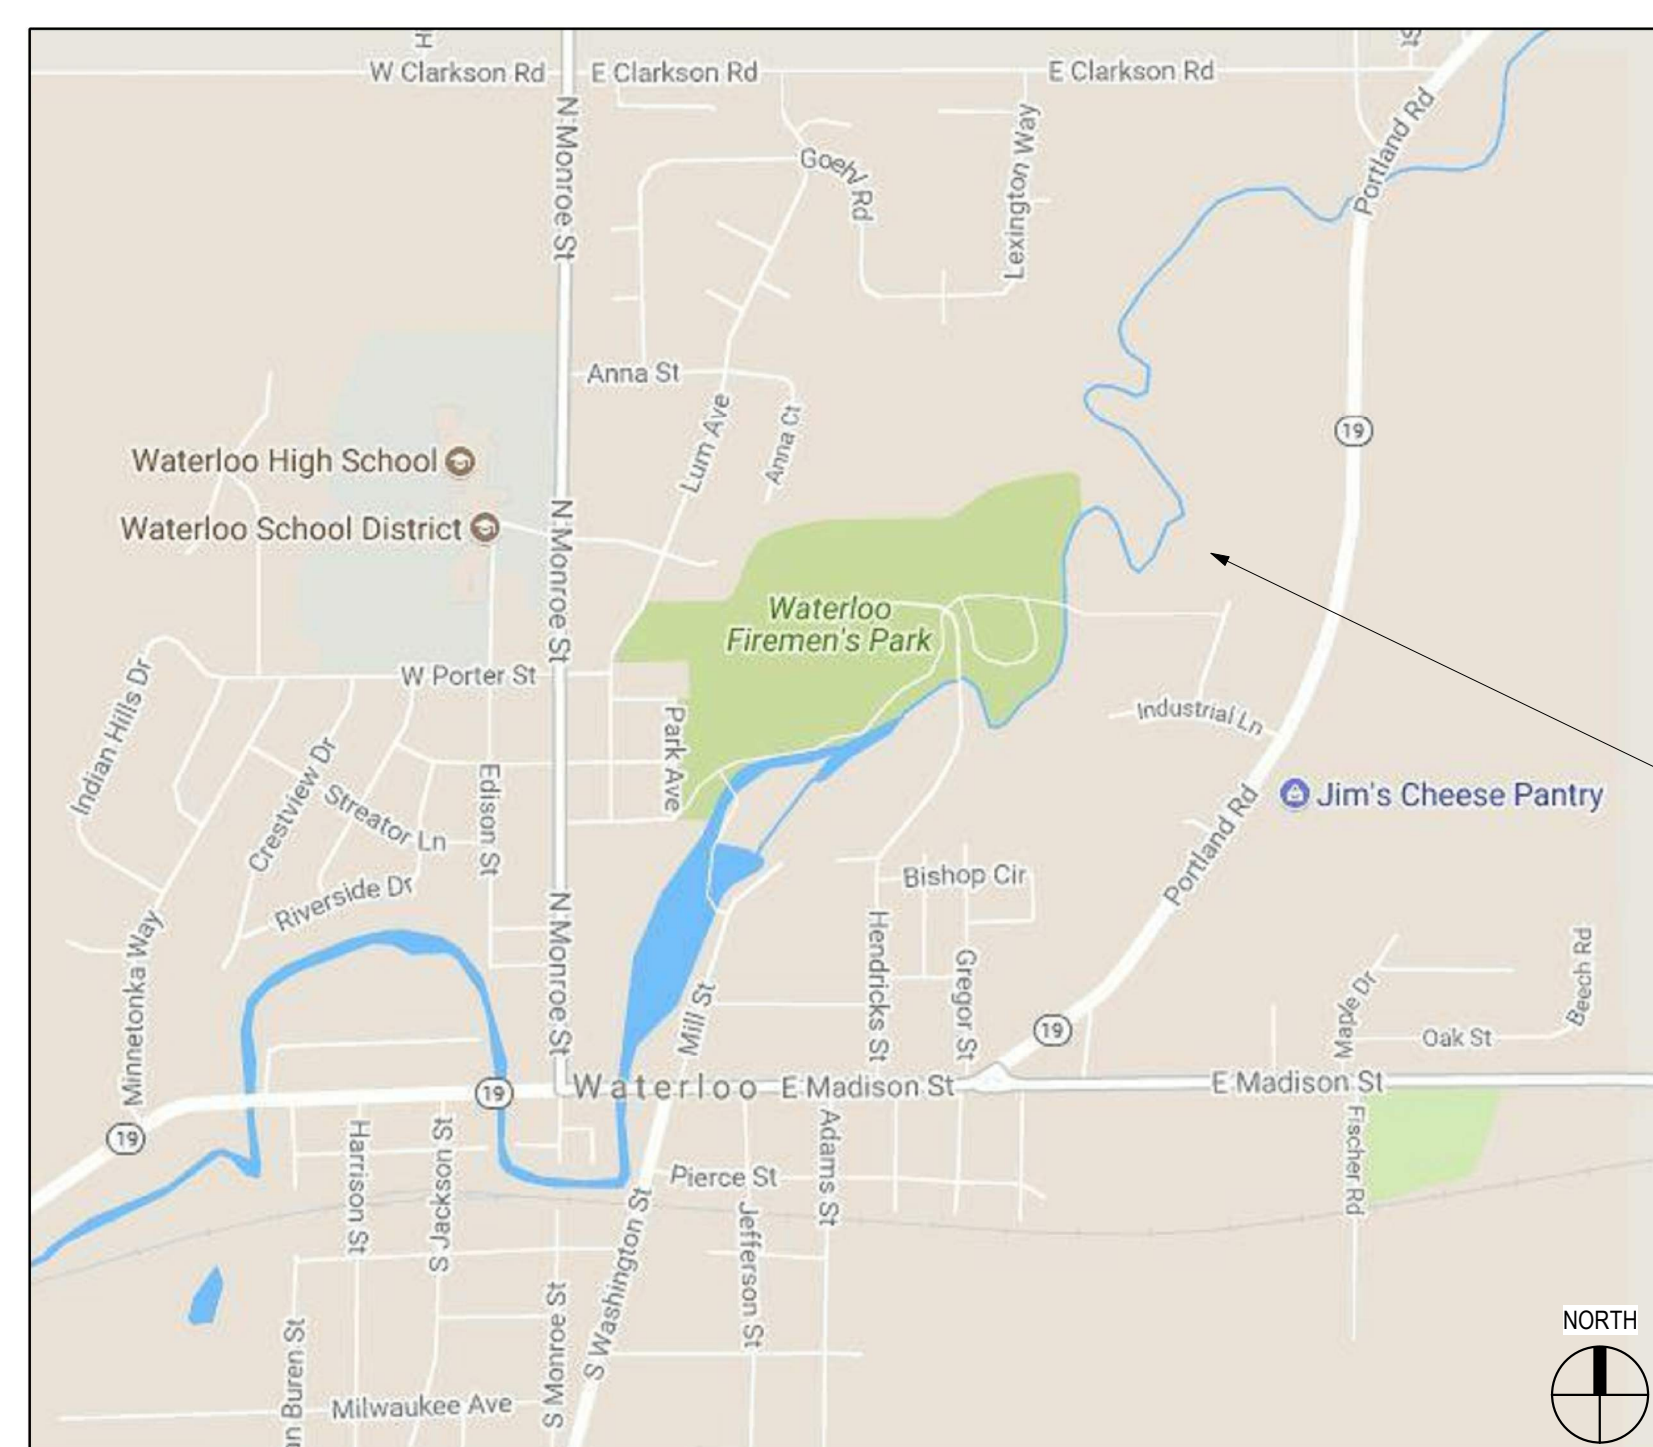 H
St
W Clarkson Rd
E Clarkson Rd
E Clarkson Rd
N Monroe St
Goehl Rd
Lexington Way
Portland Rd
Anna St
Lum Ave
Anna Ct
19
Waterloo High School
Waterloo School District
N Monroe St
Waterloo
Firemen's Park
W Porter St
Indian Hills Dr
Park Ave
Industrial Ln
Crestview Dr
Streator Ln
Edison St
Jim's Cheese Pantry
Portland Rd
Riverside Dr
Bishop Cir
Minnetonka Way
N Monroe St
Mill St
Hendricks St
Gregor St
Maple Dr
Beech Rd
19
Oak St
19
Waterloo
E Madison St
E Madison St
19
Harrison St
S Jackson St
Pierce St
Adams St
Fischer Rd
Jefferson St
S Washington St
S Monroe St
an Buren St
Milwaukee Ave
NORTH